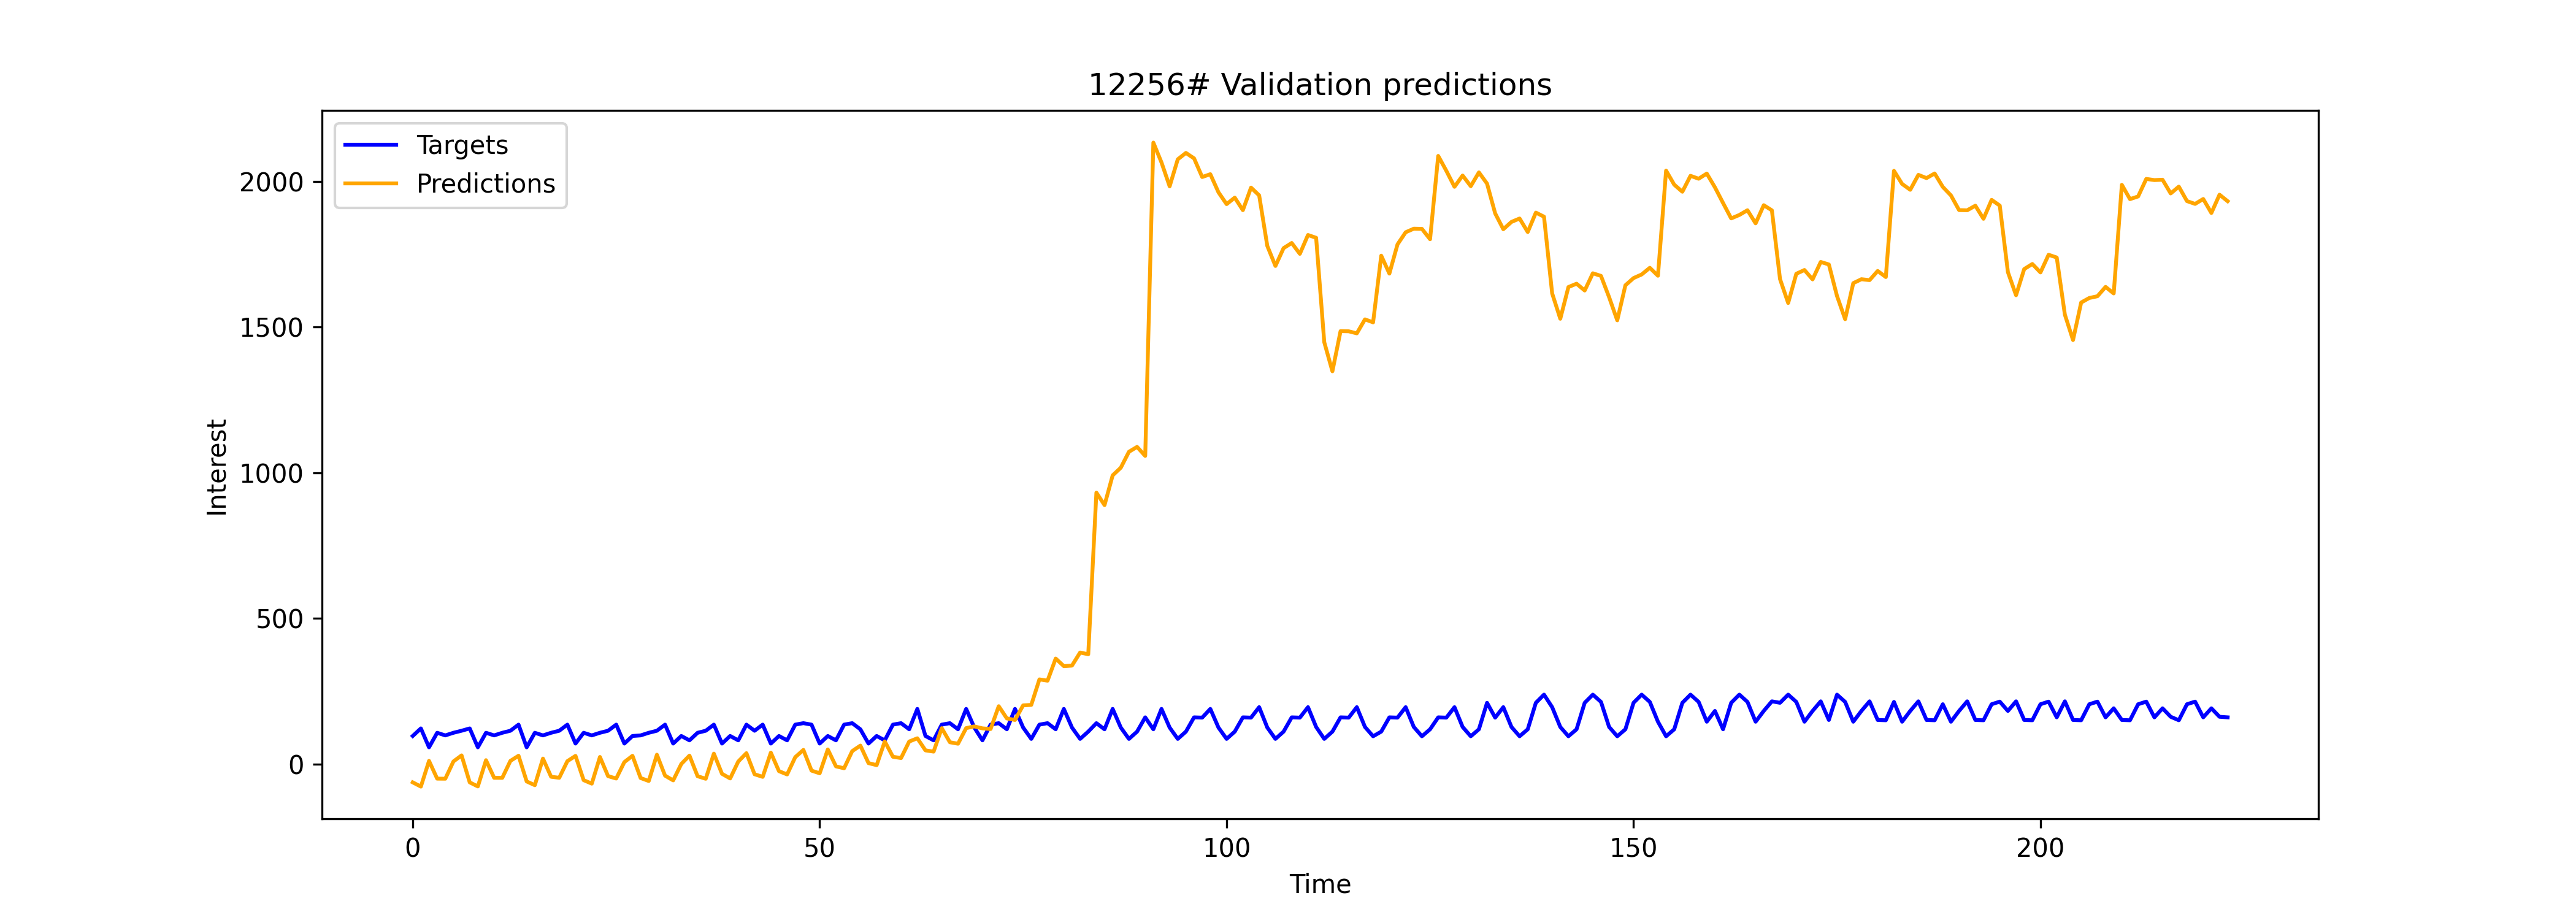 12256# Validation predictions
Targets
Predictions
2000
1500
1000
500
0
Interest
0 50 100 150 200
Time